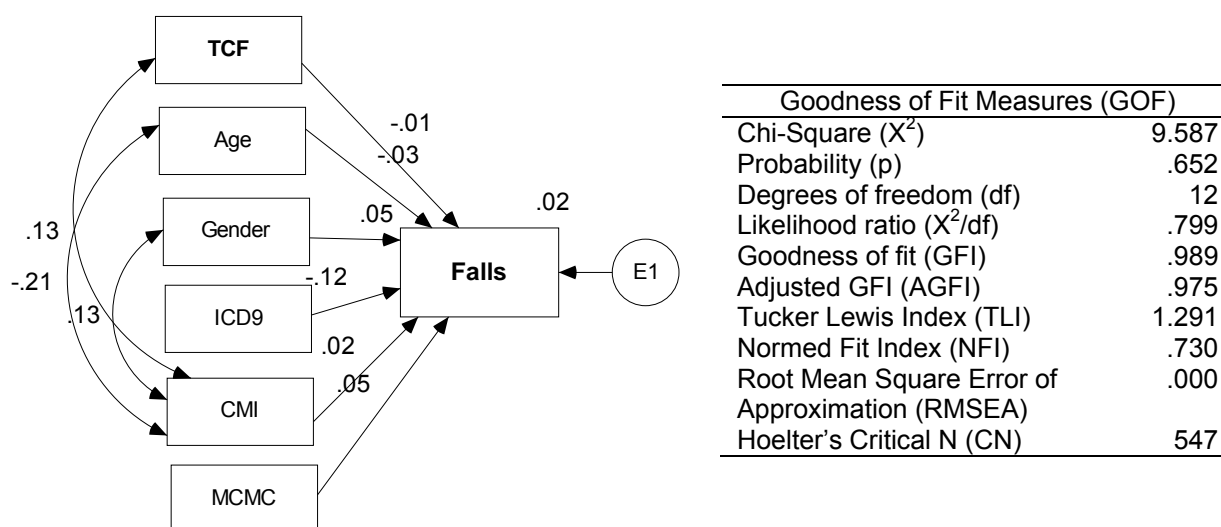 TCF
Age
Gender
ICD9
CMI
MCMC
-.01
-.03
.05
-.12
.02
.05
.13
-.21
.13
.02
Falls
E1
Goodness of Fit Measures (GOF)
Chi-Square (X²) 9.587
Probability (p) .652
Degrees of freedom (df) 12
Likelihood ratio (X²/df) .799
Goodness of fit (GFI) .989
Adjusted GFI (AGFI) .975
Tucker Lewis Index (TLI) 1.291
Normed Fit Index (NFI) .730
Root Mean Square Error of .000
Approximation (RMSEA)
Hoelter's Critical N (CN) 547